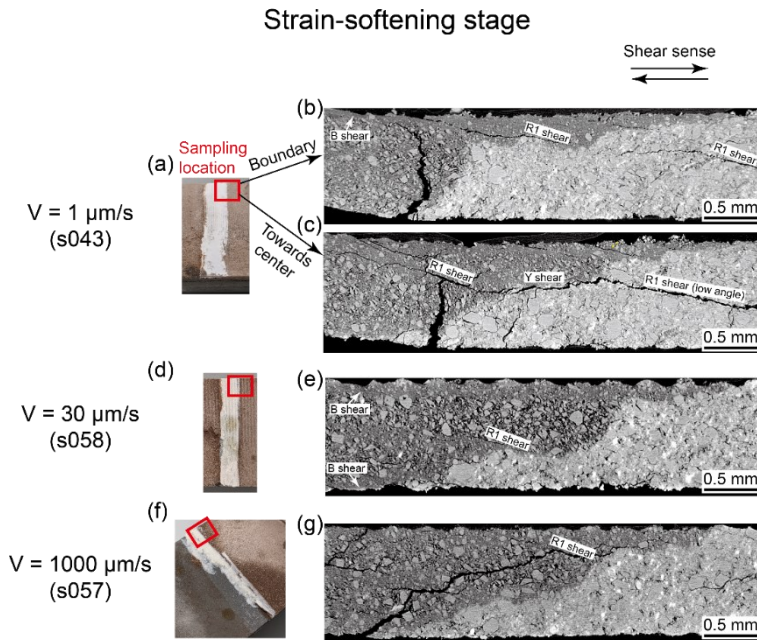 Strain-softening stage
Shear sense
(b)
B shear
R1 shear
R1 shear
0.5 mm
(a)
Sampling
location
Boundary
Towards
center
V = 1 µm/s
(s043)
(c)
R1 shear
Y shear
R1 shear (low angle)
0.5 mm
(d)
V = 30 µm/s
(s058)
(e)
B shear
R1 shear
B shear
0.5 mm
(f)
V = 1000 µm/s
(s057)
(g)
R1 shear
0.5 mm